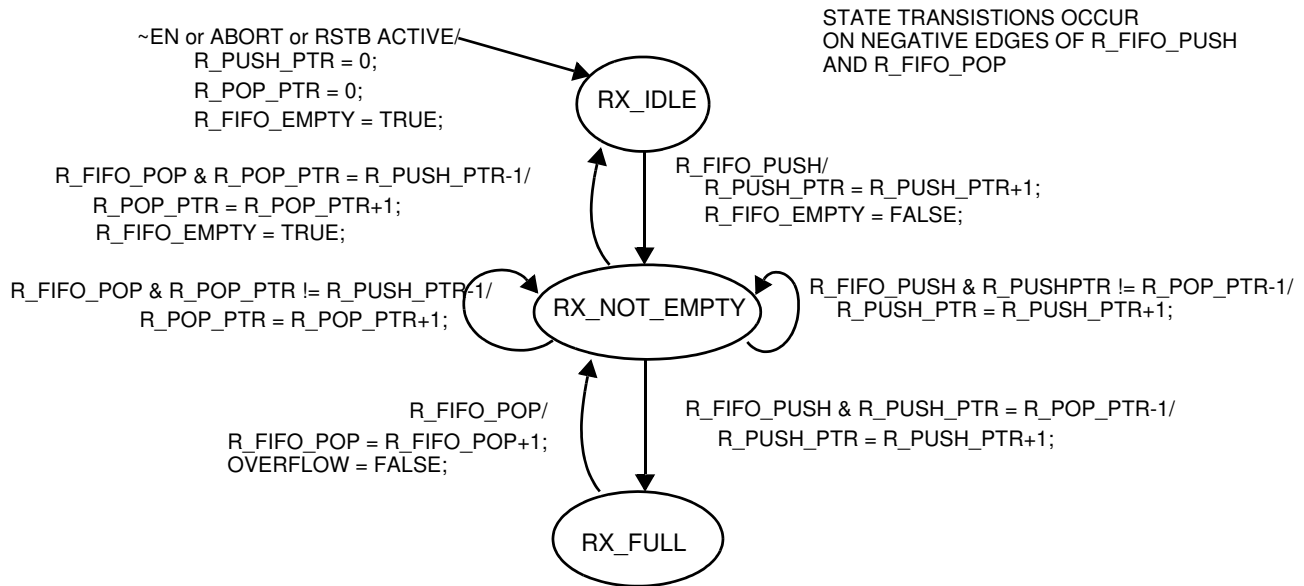 STATE TRANSISTIONS OCCUR
ON NEGATIVE EDGES OF R_FIFO_PUSH
AND R_FIFO_POP
~EN or ABORT or RSTB ACTIVE/
R_PUSH_PTR = 0;
R_POP_PTR = 0;
R_FIFO_EMPTY = TRUE;
RX_IDLE
R_FIFO_POP & R_POP_PTR = R_PUSH_PTR-1/
R_POP_PTR = R_POP_PTR+1;
R_FIFO_EMPTY = TRUE;
R_FIFO_PUSH/
R_PUSH_PTR = R_PUSH_PTR+1;
R_FIFO_EMPTY = FALSE;
R_FIFO_POP & R_POP_PTR != R_PUSH_PTR-1/
R_POP_PTR = R_POP_PTR+1;
RX_NOT_EMPTY
R_FIFO_PUSH & R_PUSHPTR != R_POP_PTR-1/
R_PUSH_PTR = R_PUSH_PTR+1;
R_FIFO_POP/
R_FIFO_POP = R_FIFO_POP+1;
OVERFLOW = FALSE;
R_FIFO_PUSH & R_PUSH_PTR = R_POP_PTR-1/
R_PUSH_PTR = R_PUSH_PTR+1;
RX_FULL